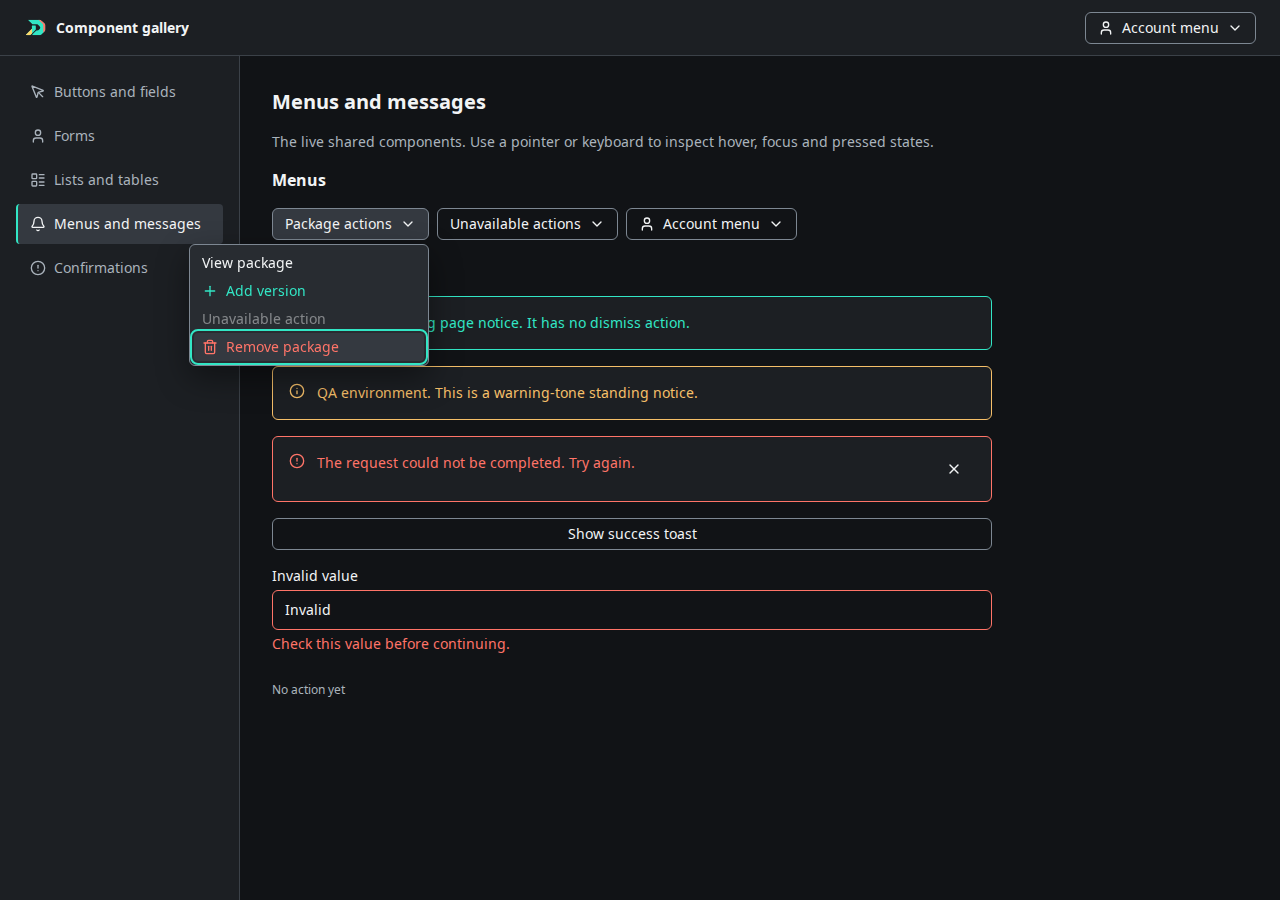 Component gallery
Account menu
Buttons and fields
Forms
Lists and tables
Menus and messages
Confirmations
Menus and messages
The live shared components. Use a pointer or keyboard to inspect hover, focus and pressed states.
Menus
Package actions
Unavailable actions
Account menu
View package
Add version
Unavailable action
Remove package
page notice. It has no dismiss action.
QA environment. This is a warning-tone standing notice.
The request could not be completed. Try again.
Show success toast
Invalid value
Invalid
Check this value before continuing.
No action yet